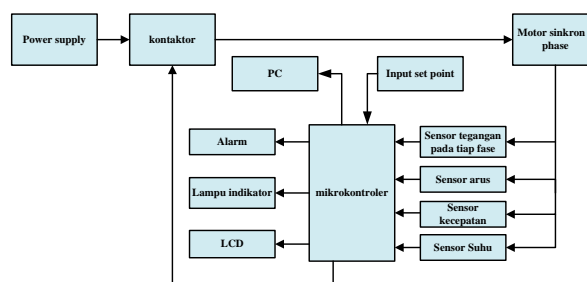 Power supply
kontaktor
Motor sinkron
phase
PC
Input set point
Alarm
Lampu indikator
LCD
mikrokontroler
Sensor tegangan
pada tiap fase
Sensor arus
Sensor
kecepatan
Sensor Suhu